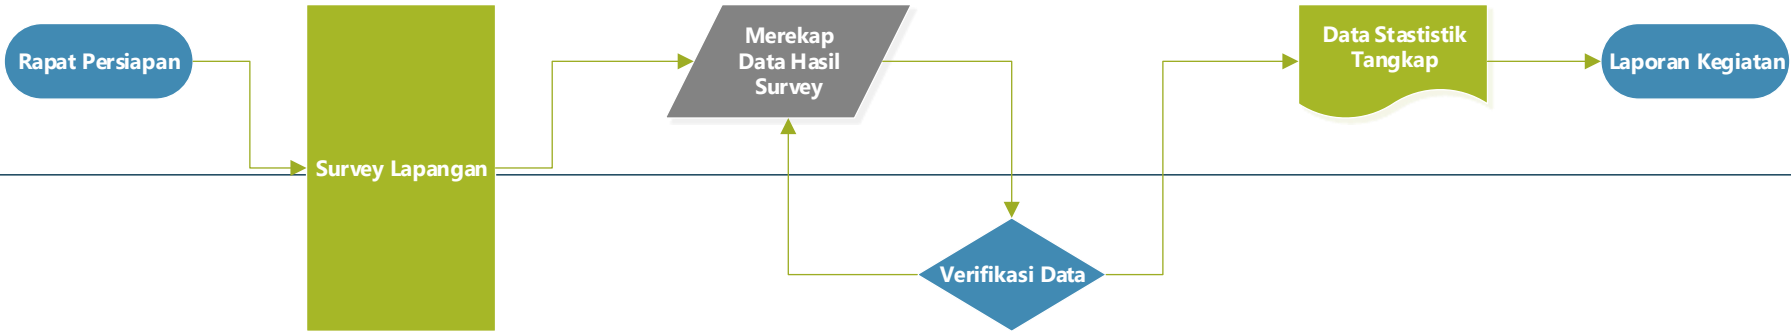 Rapat Persiapan
Survey Lapangan
Merekap
Data Hasil
Survey
Verifikasi Data
Data Stastistik
Tangkap
Laporan Kegiatan